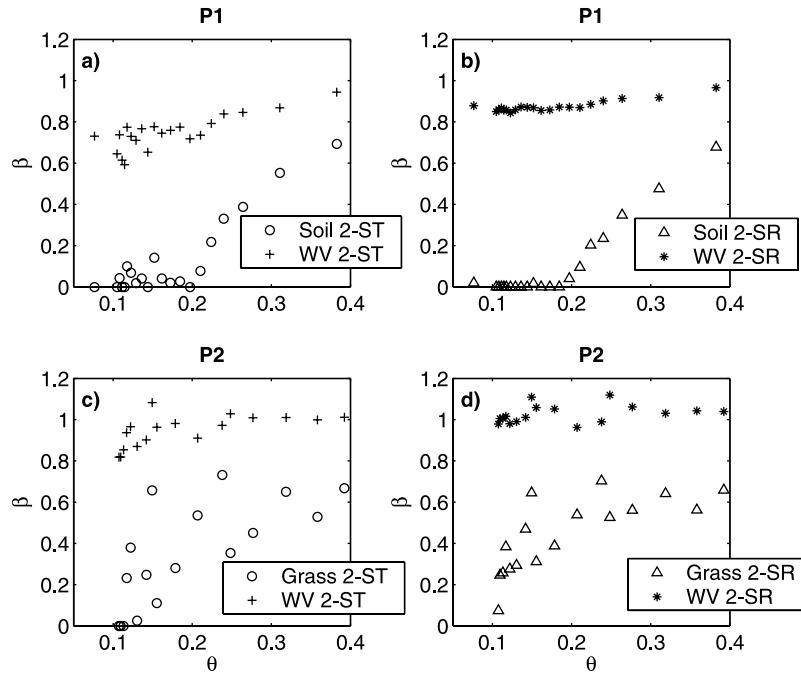 P1
a)
1.2
1
0.8
0.6
0.4
0.2
0
β
0.1 0.2 0.3 0.4
Soil 2-ST
WV 2-ST
P1
b)
1.2
1
0.8
0.6
0.4
0.2
0
β
0.1 0.2 0.3 0.4
Soil 2-SR
WV 2-SR
P2
c)
1.2
1
0.8
0.6
0.4
0.2
0
β
0.1 0.2 0.3 0.4
θ
Grass 2-ST
WV 2-ST
P2
d)
1.2
1
0.8
0.6
0.4
0.2
0
β
0.1 0.2 0.3 0.4
θ
Grass 2-SR
WV 2-SR